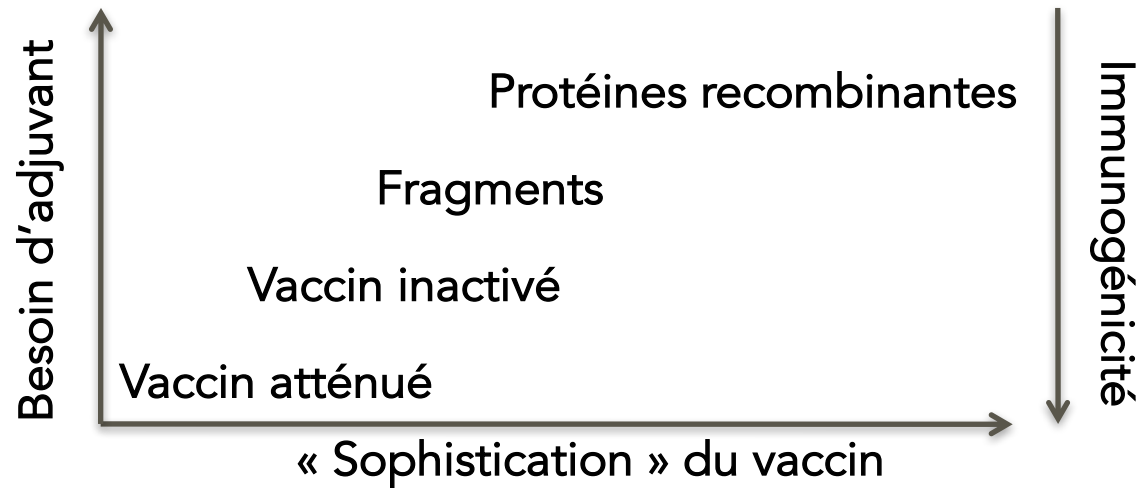 Besoin d’adjuvant
Protéines recombinantes
Fragments
Vaccin inactivé
Vaccin atténué
« Sophistication » du vaccin
Immunogénicité